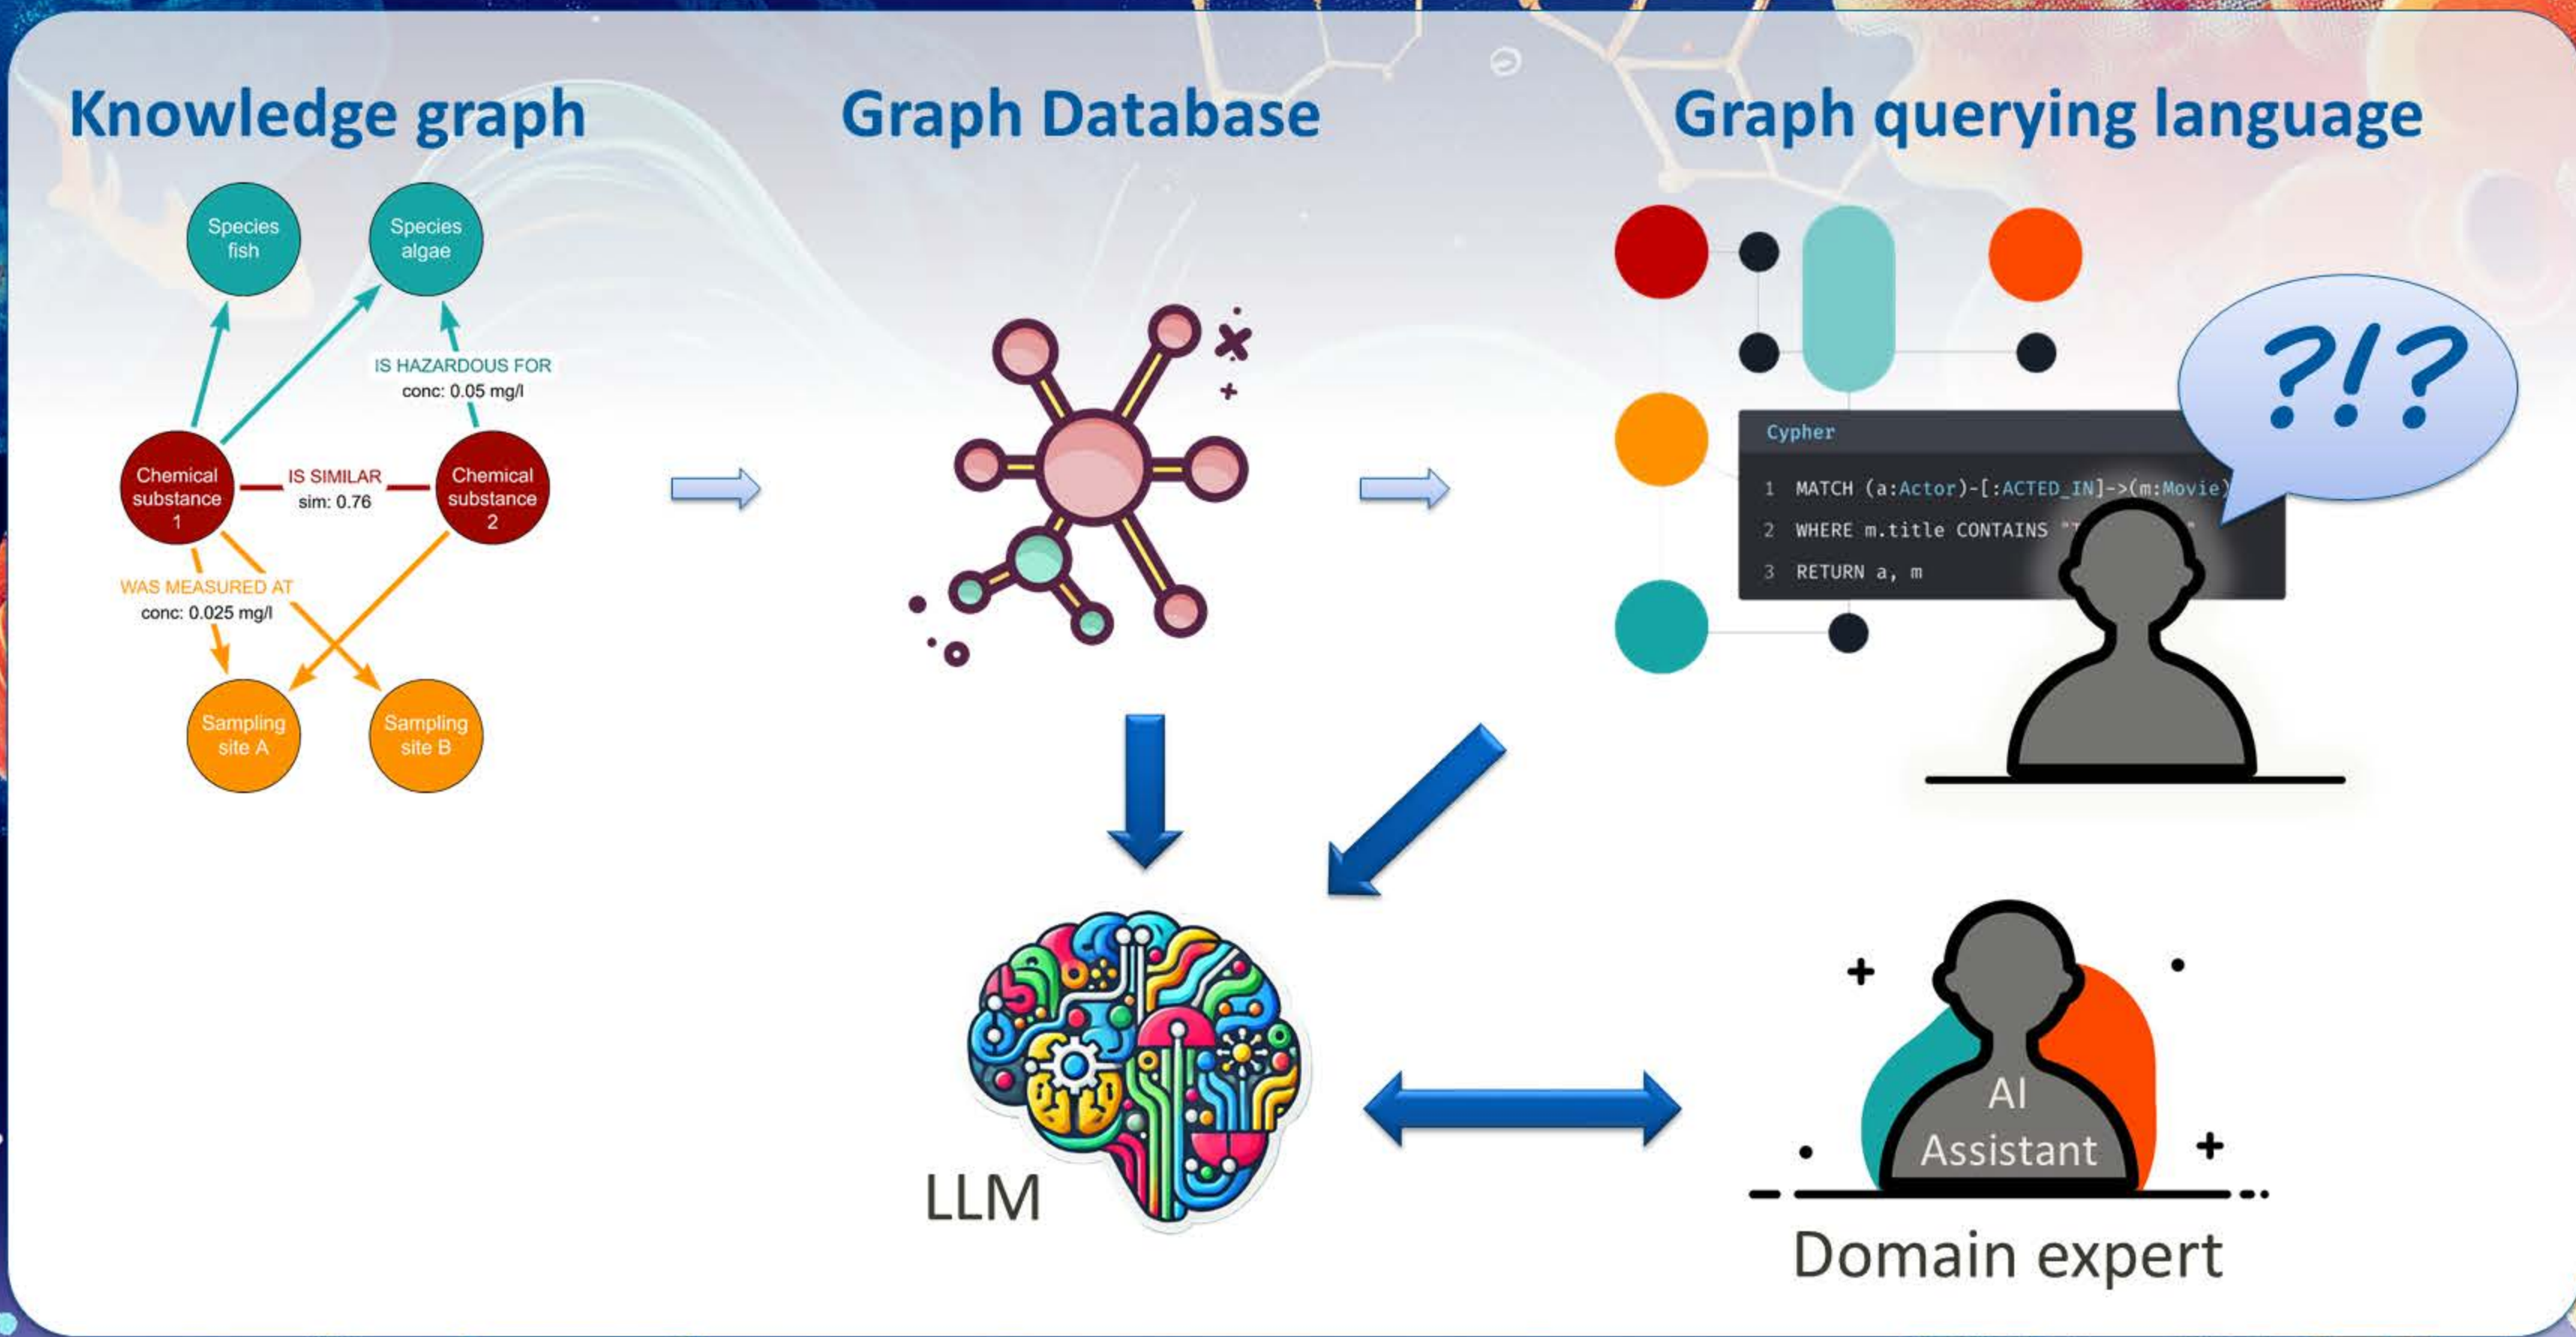 Knowledge graph
Graph Database
Graph querying language
Species
fish
Species
algae
IS HAZARDOUS FOR
conc: 0.05 mg/l
Chemical
substance
1
IS SIMILAR
sim: 0.76
Chemical
substance
2
WAS MEASURED AT
conc: 0.025 mg/l
Sampling
site A
Sampling
site B
Cypher
1 MATCH (a:Actor)-[:ACTED_IN]->(m:Movie)
2 WHERE m.title CONTAINS
3 RETURN a, m
?!?
LLM
AI
Assistant
Domain expert